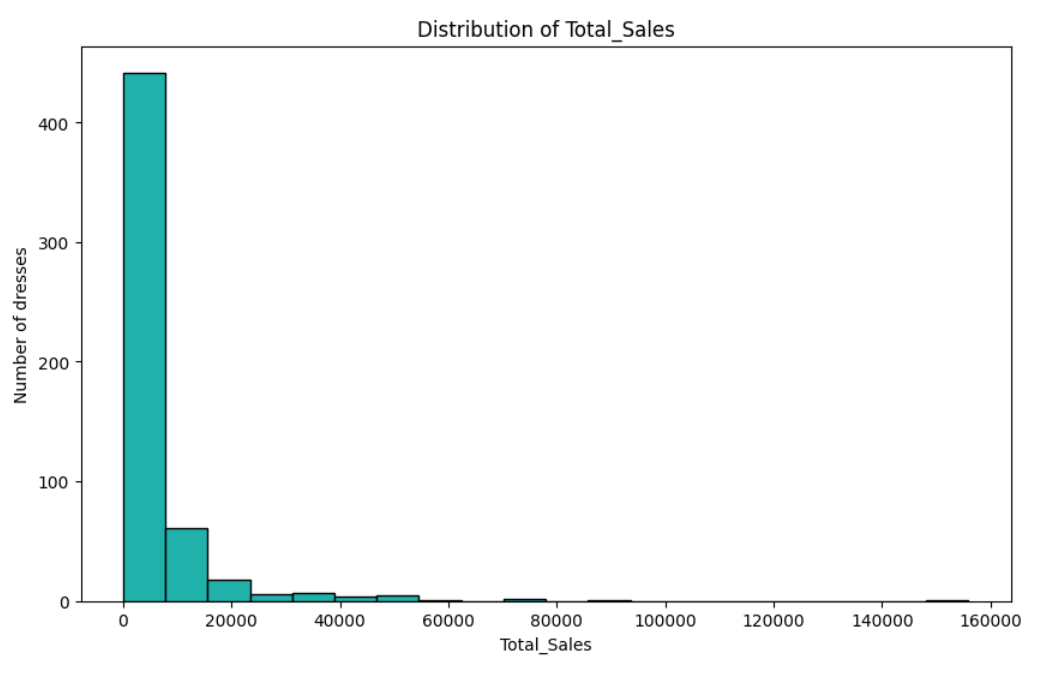 Distribution of Total_Sales
Number of dresses
400
300
200
100
0
0 20000 40000 60000 80000 100000 120000 140000 160000
Total_Sales